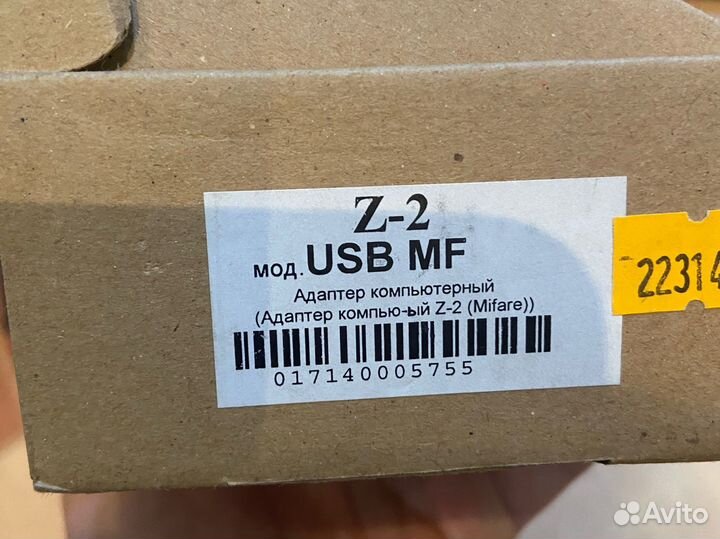 Z-2
мод. USB MF
Адаптер компьютерный
(Адаптер компью-ый Z-2 (Mifare))
017140005755
22314
Avito